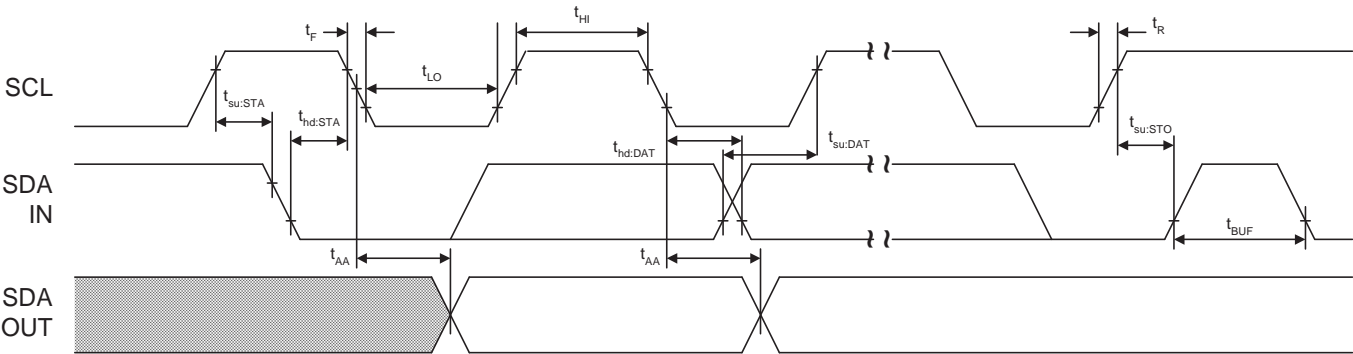 tHI
tF
tR
SCL
tLO
tsu:STA
thd:STA
tsu:STO
thd:DAT
tsu:DAT
SDA
IN
tBUF
tAA
tAA
SDA
OUT